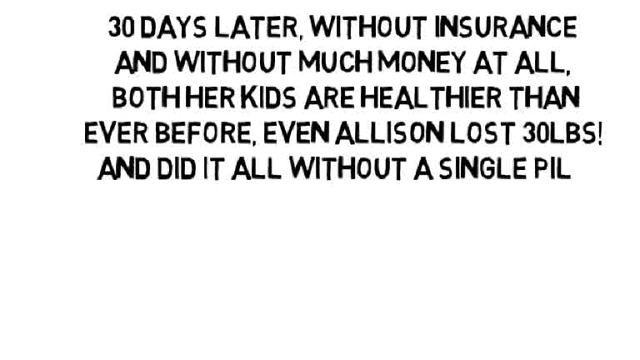 30 DAYS LATER, WITHOUT INSURANCE
AND WITHOUT MUCH MONEY AT ALL,
BOTH HER KIDS ARE HEALTHIER THAN
EVER BEFORE, EVEN ALLISON LOST 30LBS!
AND DID IT ALL WITHOUT A SINGLE PIL